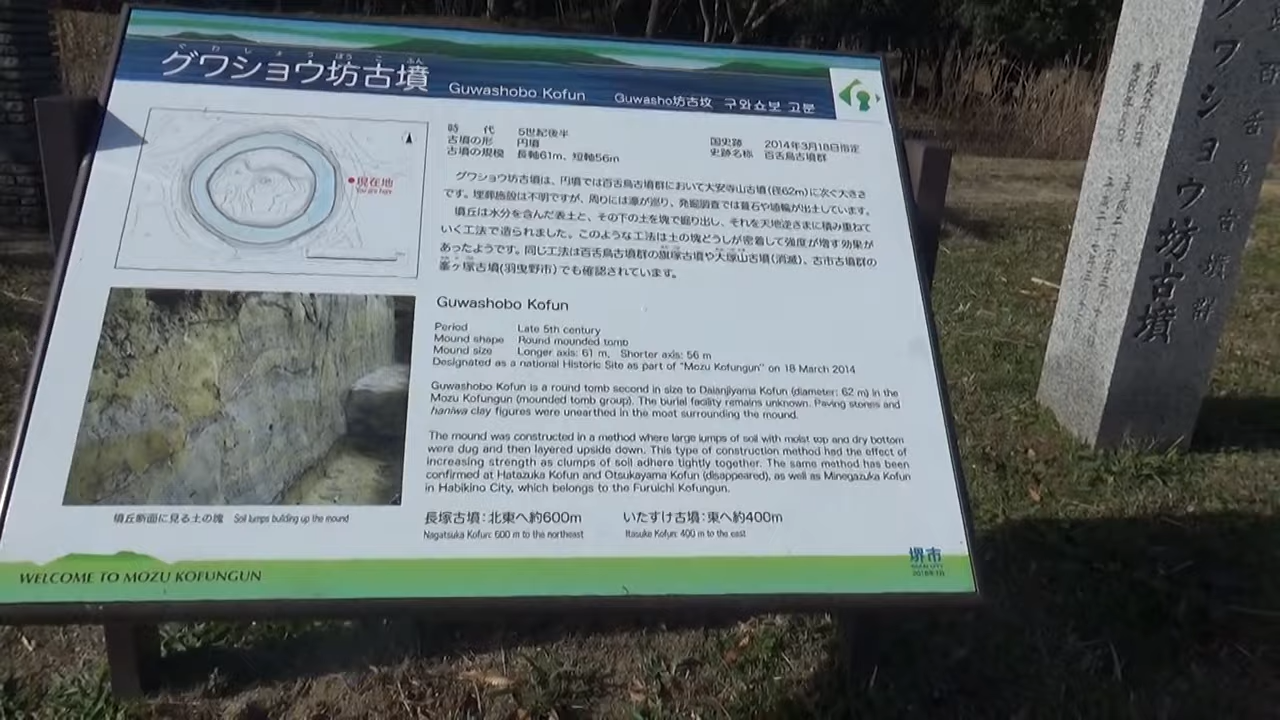 グワショウ坊古墳 Guwashobo Kofun Guwasho坊古坟 구와쇼보 고분
時　代 5世紀後半
古墳の形 円墳
古墳の規模 長軸61m、短軸56m
国史跡 2014年3月18日指定
史跡名称 百舌鳥古墳群
グワショウ坊古墳は、円墳では百舌鳥古墳群において大安寺山古墳(径62m)に次ぐ大きさ
です。埋葬施設は不明ですが、周りには濠が巡り、発掘調査では葺石や埴輪が出土しています。
墳丘は水分を含んだ表土と、その下の土を塊で掘り出し、それを天地逆さまに積み重ねて
いく工法で造られました。このような工法は土の塊どうしが密着して強度が増す効果が
あったようです。同じ工法は百舌鳥古墳群の旗塚古墳や大塚山古墳(消滅)、古市古墳群の
峯ヶ塚古墳(羽曳野市)でも確認されています。
現在地
You are here
Guwashobo Kofun
Period Late 5th century
Mound shape Round mounded tomb
Mound size Longer axis: 61 m, Shorter axis: 56 m
Designated as a national Historic Site as part of "Mozu Kofungun" on 18 March 2014
Guwashobo Kofun is a round tomb second in size to Daianjiyama Kofun (diameter: 62 m) in the
Mozu Kofungun (mounded tomb group). The burial facility remains unknown. Paving stones and
haniwa clay figures were unearthed in the moat surrounding the mound.
The mound was constructed in a method where large lumps of soil with moist top and dry bottom
were dug and then layered upside down. This type of construction method had the effect of
increasing strength as clumps of soil adhere tightly together. The same method has been
confirmed at Hatazuka Kofun and Otsukayama Kofun (disappeared), as well as Minegazuka Kofun
in Habikino City, which belongs to the Furuichi Kofungun.
墳丘断面に見る土の塊 Soil lumps building up the mound
長塚古墳：北東へ約600m
Nagatsuka Kofun: 600 m to the northeast
いたすけ古墳：東へ約400m
Itasuke Kofun: 400 m to the east
WELCOME TO MOZU KOFUNGUN
堺市
グワショウ坊古墳
舌鳥古墳群